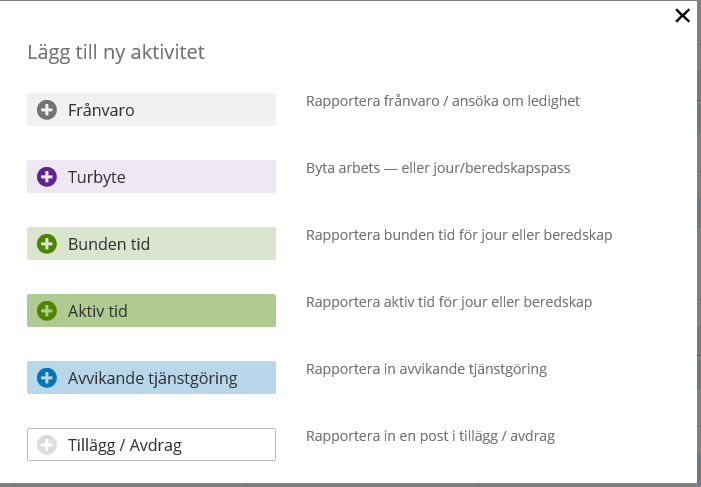 Lägg till ny aktivitet
Frånvaro
Rapportera frånvaro / ansöka om ledighet
Turbyte
Byta arbets — eller jour/beredskapspass
Bunden tid
Rapportera bunden tid för jour eller beredskap
Aktiv tid
Rapportera aktiv tid för jour eller beredskap
Avvikande tjänstgöring
Rapportera in avvikande tjänstgöring
Tillägg / Avdrag
Rapportera in en post i tillägg / avdrag